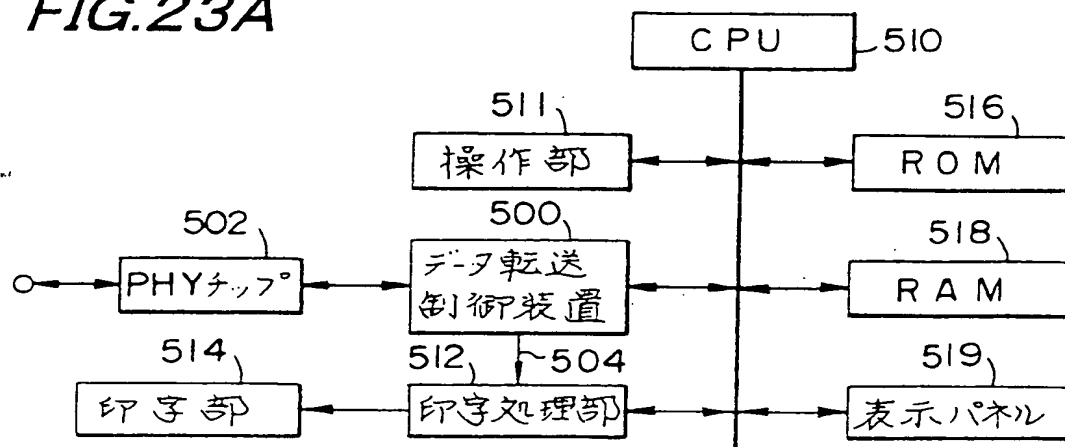 FIG.23A
CPU
510
511
516
操作部
ROM
502
500
518
PHYチップ
データ転送
制御装置
RAM
514
512
504
519
印字部
印字処理部
表示パネル